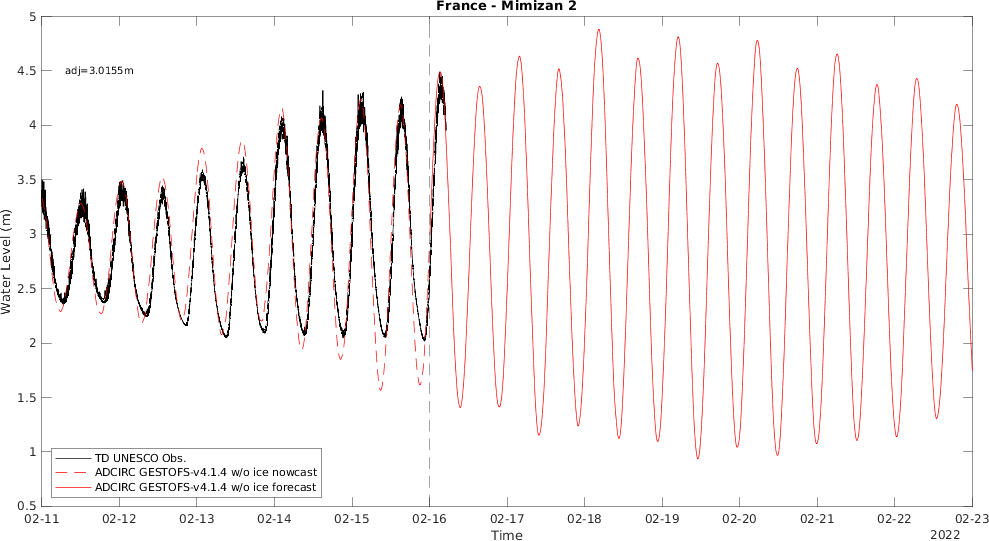 France - Mimizan 2
5
4.5
4
3.5
3
2.5
2
1.5
1
0.5
Water Level (m)
adj=3.0155m
TD UNESCO Obs.
ADCIRC GESTOFS-v4.1.4 w/o ice nowcast
ADCIRC GESTOFS-v4.1.4 w/o ice forecast
02-11 02-12 02-13 02-14 02-15 02-16 02-17 02-18 02-19 02-20 02-21 02-22 02-23
Time
2022